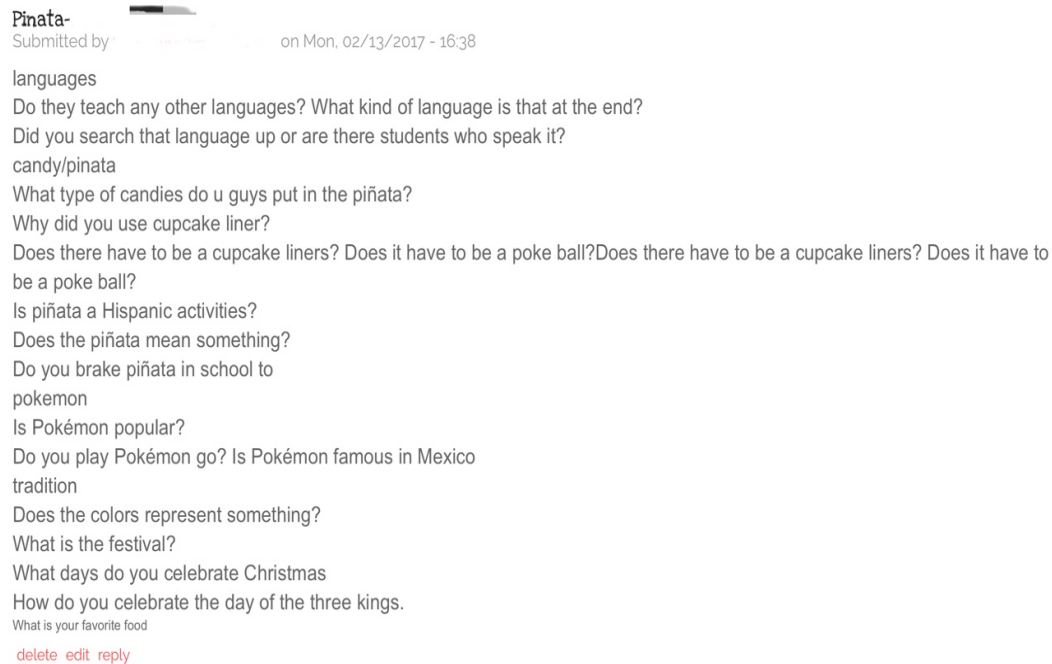 Pinata-
Submitted by on Mon, 02/13/2017 - 16:38
languages
Do they teach any other languages? What kind of language is that at the end?
Did you search that language up or are there students who speak it?
candy/pinata
What type of candies do u guys put in the piñata?
Why did you use cupcake liner?
Does there have to be a cupcake liners? Does it have to be a poke ball?Does there have to be a cupcake liners? Does it have to
be a poke ball?
Is piñata a Hispanic activities?
Does the piñata mean something?
Do you brake piñata in school to
pokemon
Is Pokémon popular?
Do you play Pokémon go? Is Pokémon famous in Mexico
tradition
Does the colors represent something?
What is the festival?
What days do you celebrate Christmas
How do you celebrate the day of the three kings.
What is your favorite food
delete edit reply